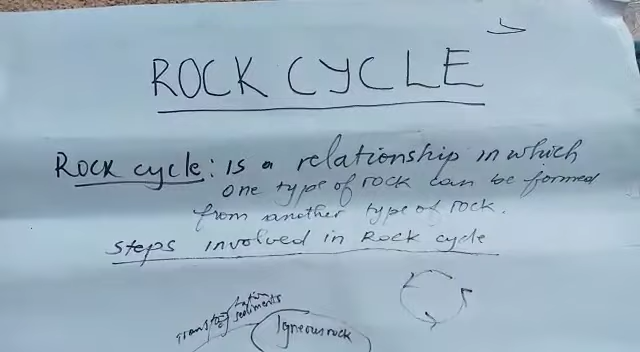 ROCK CYCLE
Rock cycle: is a relationship in which
one type of rock can be formed
from another type of rock.
Steps involved in Rock cycle
sediments
Igneous rock